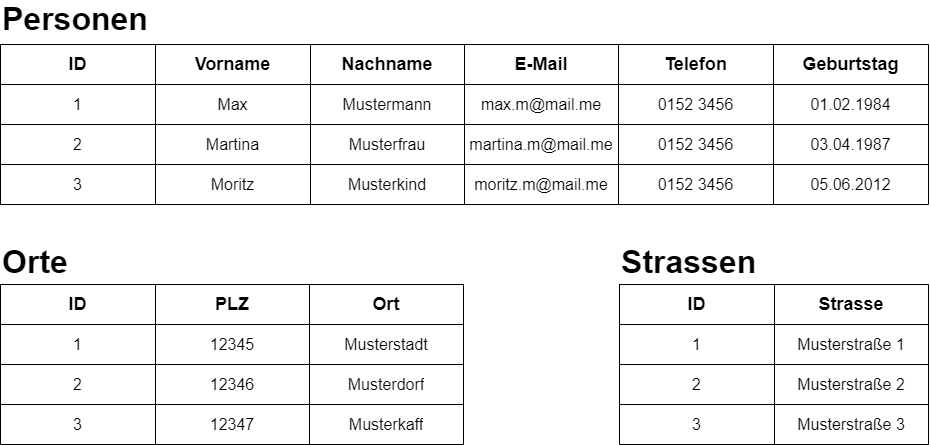 Personen
ID Vorname Nachname E-Mail Telefon Geburtstag
1 Max Mustermann max.m@mail.me 0152 3456 01.02.1984
2 Martina Musterfrau martina.m@mail.me 0152 3456 03.04.1987
3 Moritz Musterkind moritz.m@mail.me 0152 3456 05.06.2012
Orte
ID PLZ Ort
1 12345 Musterstadt
2 12346 Musterdorf
3 12347 Musterkaff
Strassen
ID Strasse
1 Musterstraße 1
2 Musterstraße 2
3 Musterstraße 3